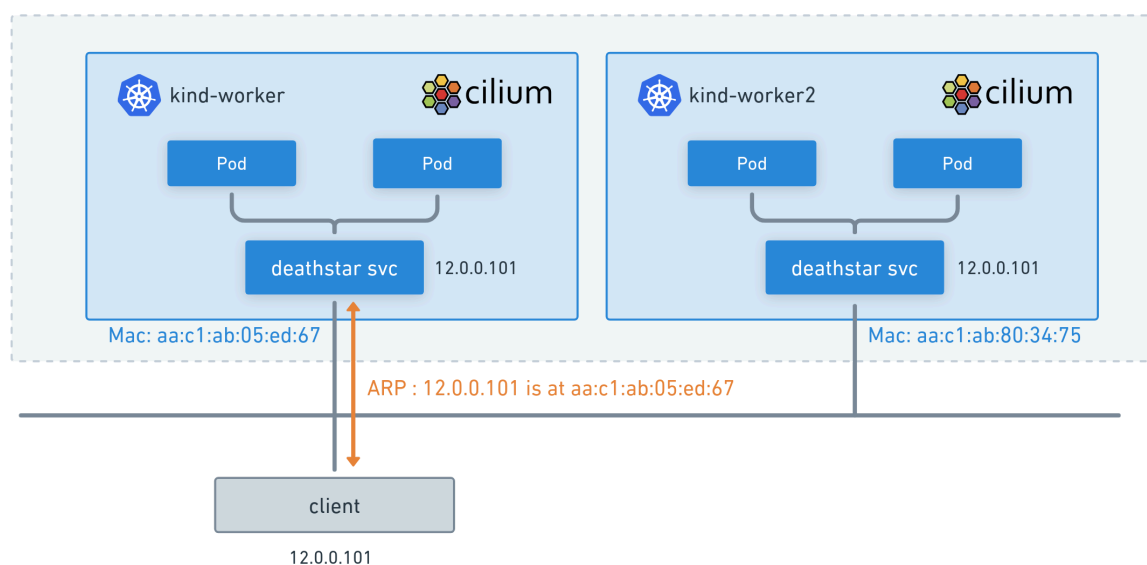 kind-worker
cilium
kind-worker2
cilium
Pod
Pod
Pod
Pod
deathstar svc
12.0.0.101
deathstar svc
12.0.0.101
Mac: aa:c1:ab:05:ed:67
Mac: aa:c1:ab:80:34:75
ARP : 12.0.0.101 is at aa:c1:ab:05:ed:67
client
12.0.0.101